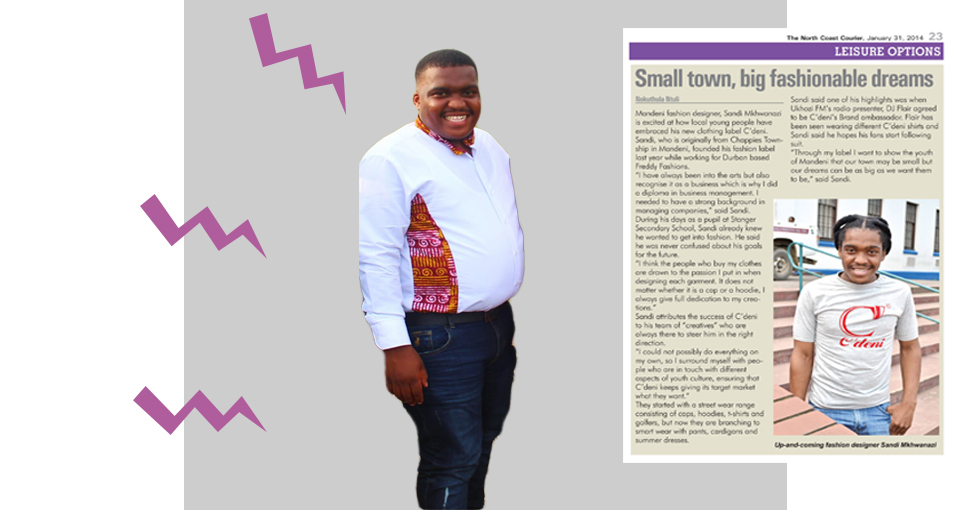 The North Coast Courier, January 31, 2014 23
LEISURE OPTIONS
Small town, big fashionable dreams
Nokuthula Ntuli
Mandeni fashion designer, Sandi Mkhwanazi
is excited at how local young people have
embraced his new clothing label C'deni.
Sandi, who is originally from Chappies Town-
ship in Mandeni, founded his fashion label
last year while working for Durban based
Freddy Fashions.
"I have always been into the arts but also
recognise it as a business which is why I did
a diploma in business management. I
needed to have a strong background in
managing companies," said Sandi.
During his days as a pupil at Stanger
Secondary School, Sandi already knew
he wanted to get into fashion. He said
he was never confused about his goals
for the future.
"I think the people who buy my clothes
are drawn to the passion I put in when
designing each garment. It does not
matter whether it is a cap or a hoodie, I
always give full dedication to my crea-
tions."
Sandi attributes the success of C'deni
to his team of "creatives" who are
always there to steer him in the right
direction.
"I could not possibly do everything on
my own, so I surround myself with peo-
ple who are in touch with different
aspects of youth culture, ensuring that
C'deni keeps giving its target market
what they want."
They started with a street wear range
consisting of caps, hoodies, t-shirts and
golfers, but now they are branching to
smart wear with pants, cardigans and
summer dresses.
Sandi said one of his highlights was when
Ukhozi FM's radio presenter, DJ Flair agreed
to be C'deni's Brand ambassador. Flair has
been seen wearing different C'deni shirts and
Sandi said he hopes his fans start following
suit.
"Through my label I want to show the youth
of Mandeni that our town may be small but
our dreams can be as big as we want them
to be," said Sandi.
C'
C'deni
Up-and-coming fashion designer Sandi Mkhwanazi